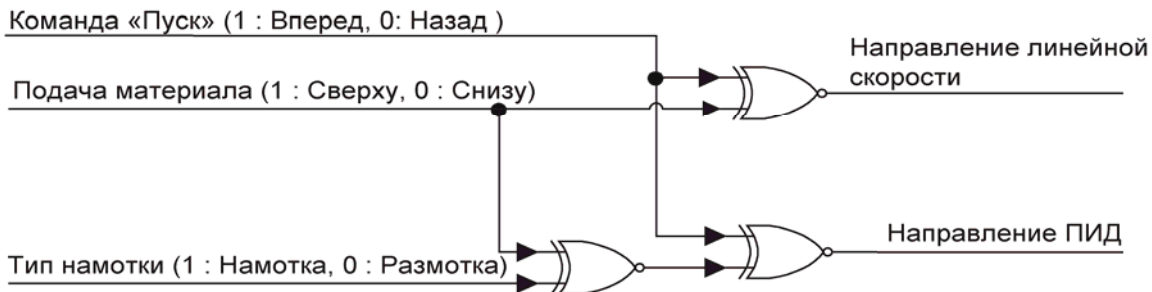 Команда «Пуск» (1 : Вперед, 0: Назад )
Направление линейной
скорости
Подача материала (1 : Сверху, 0 : Снизу)
Направление ПИД
Тип намотки (1 : Намотка, 0 : Размотка)